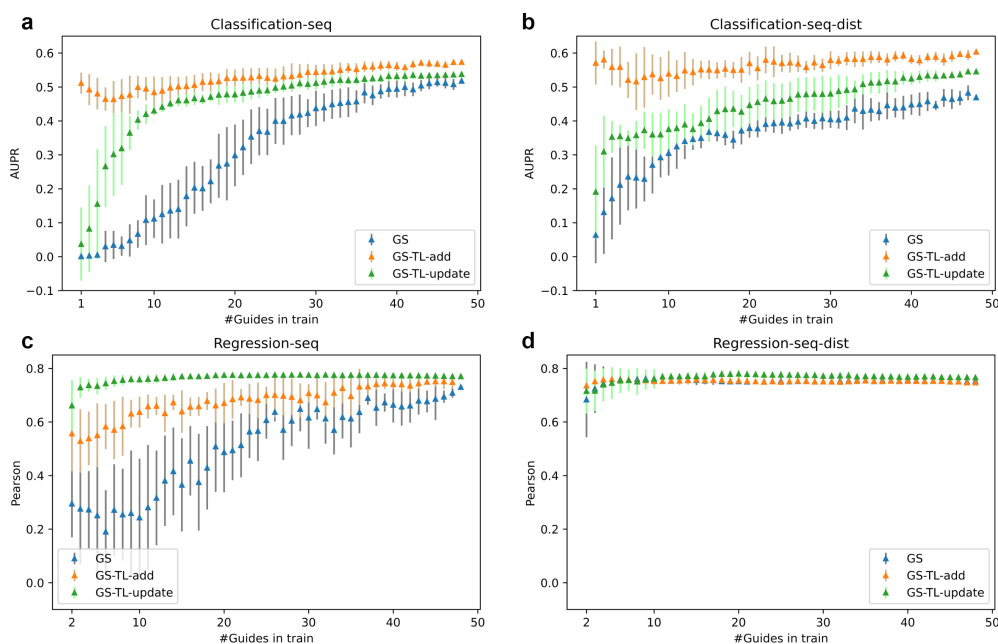 a
Classification-seq
0.6
0.5
0.4
0.3
0.2
0.1
0.0
−0.1
AUPR
1
10
20
30
40
50
#Guides in train
GS
GS-TL-add
GS-TL-update
b
Classification-seq-dist
0.6
0.5
0.4
0.3
0.2
0.1
0.0
−0.1
AUPR
1
10
20
30
40
50
#Guides in train
GS
GS-TL-add
GS-TL-update
c
Regression-seq
0.8
0.6
0.4
0.2
0.0
Pearson
2
10
20
30
40
50
#Guides in train
GS
GS-TL-add
GS-TL-update
d
Regression-seq-dist
0.8
0.6
0.4
0.2
0.0
Pearson
2
10
20
30
40
50
#Guides in train
GS
GS-TL-add
GS-TL-update